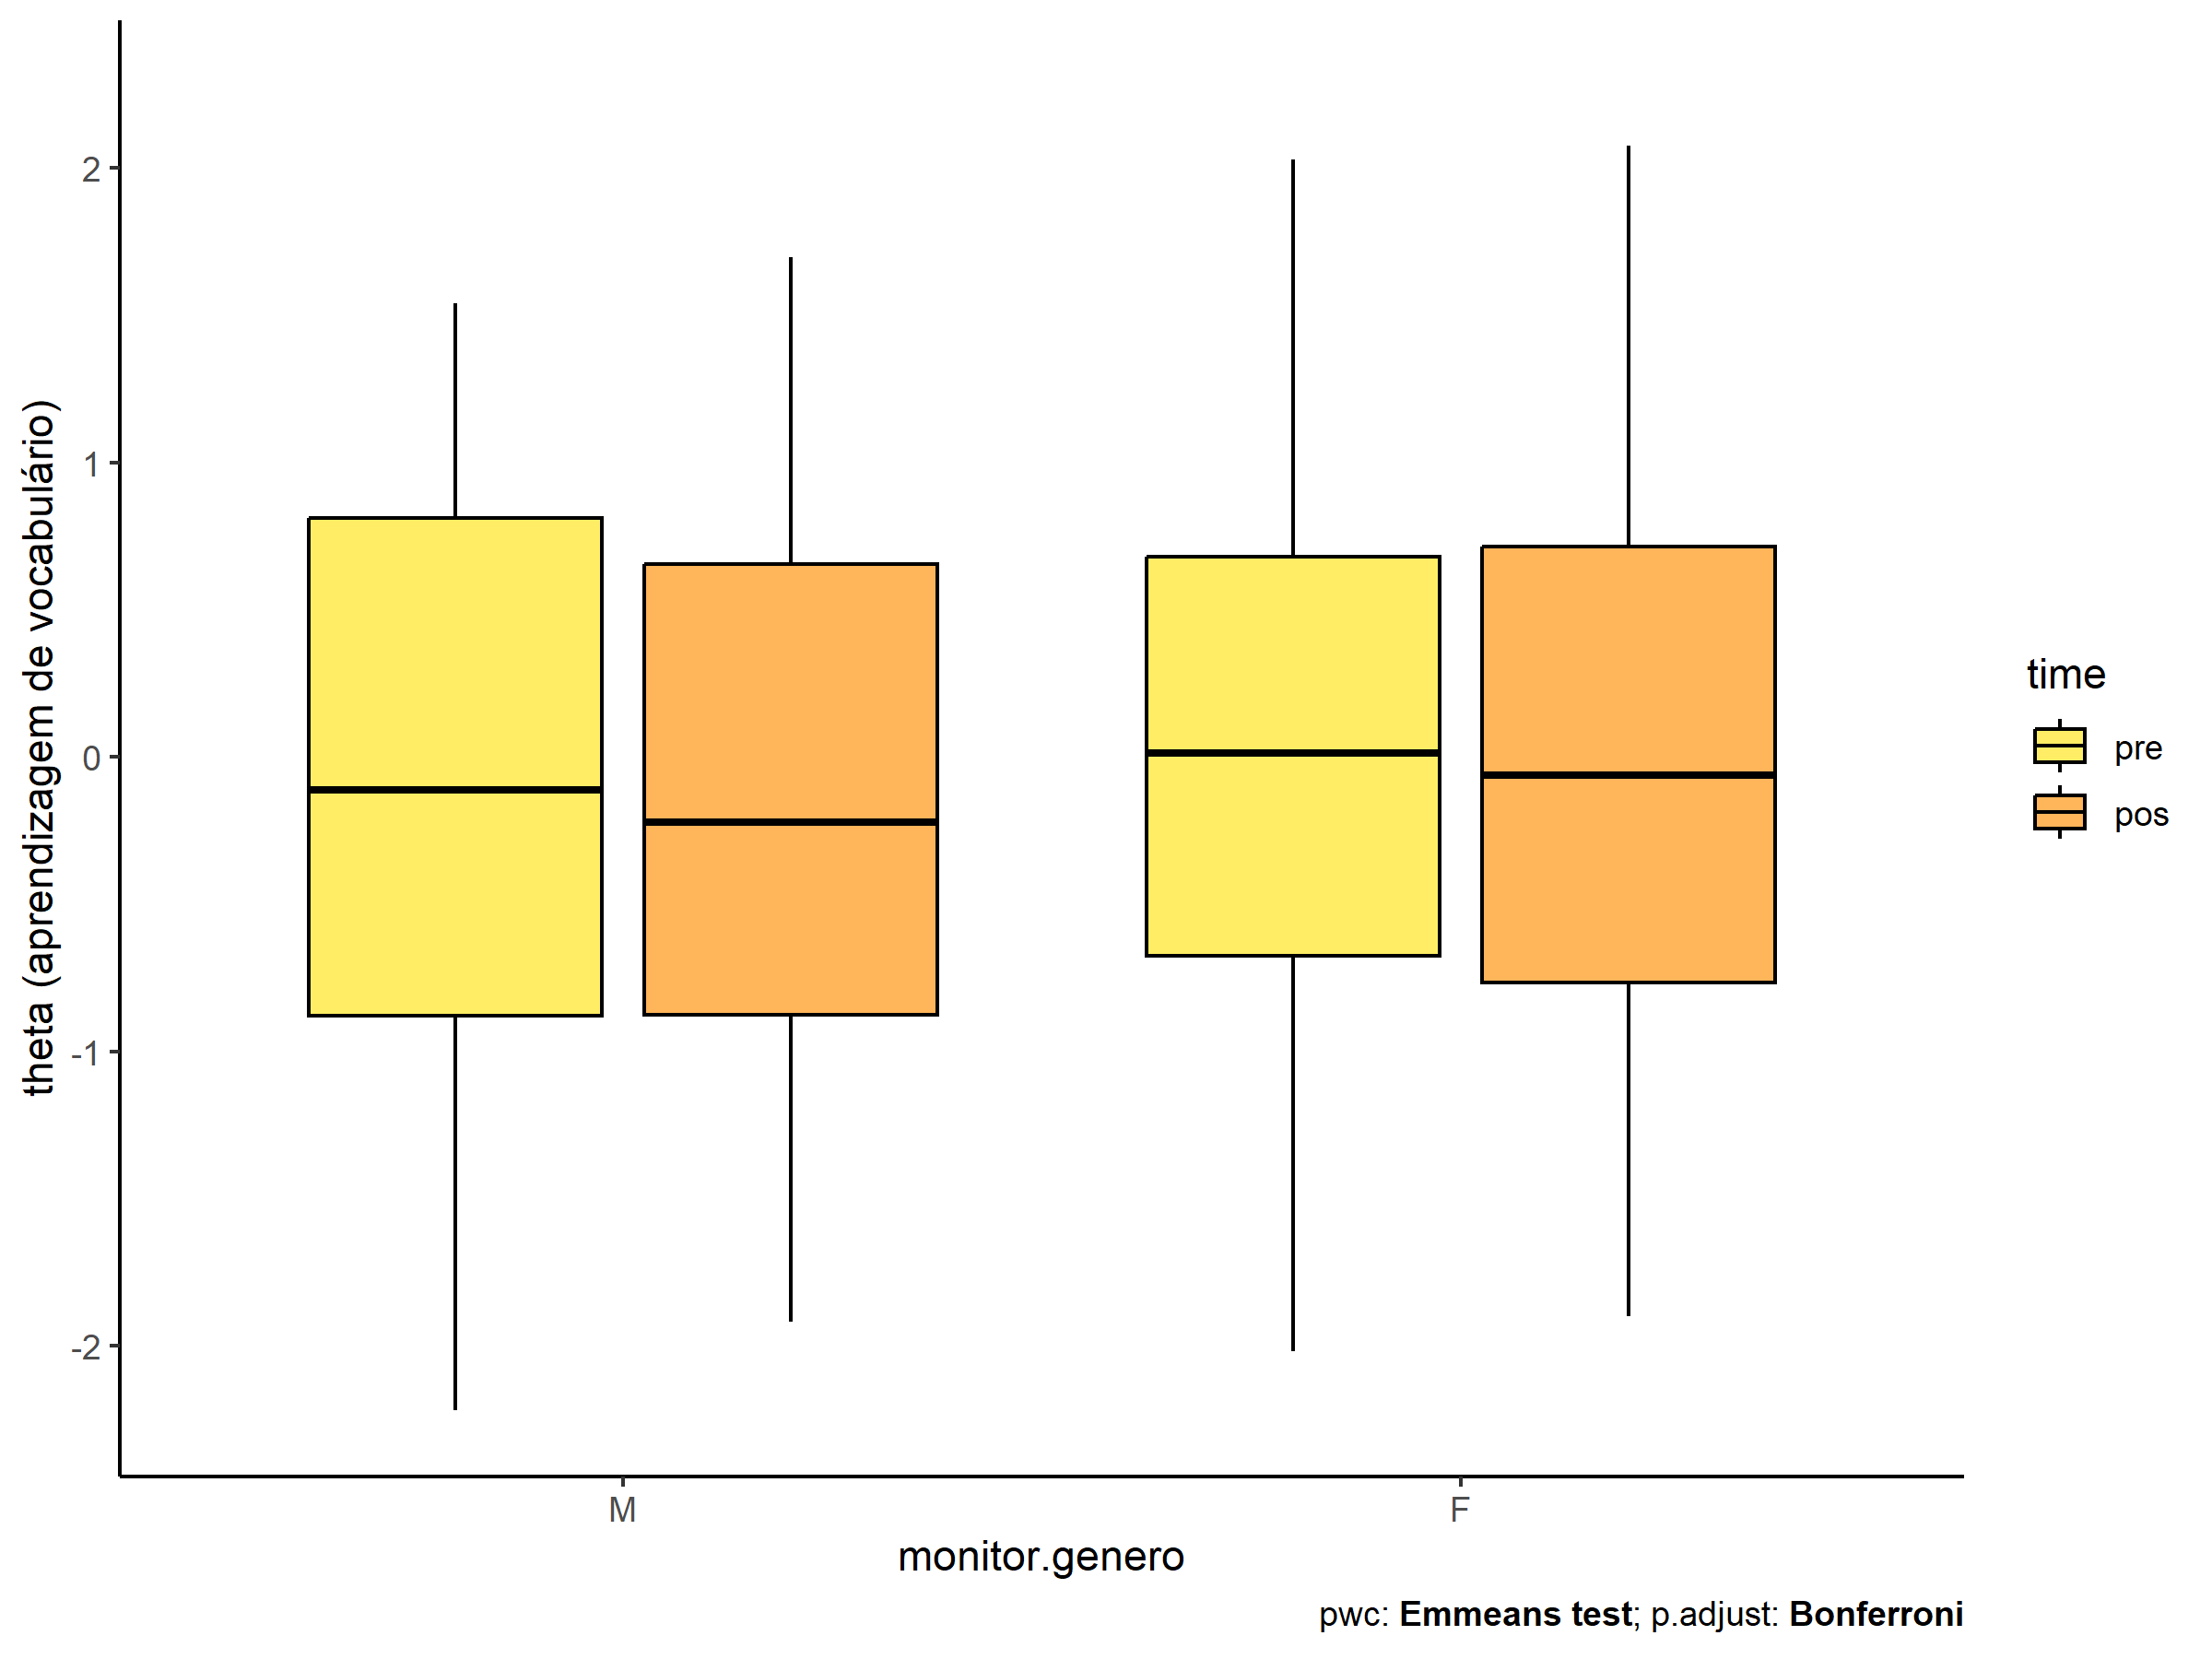 theta (aprendizagem de vocabulário)
2
1
0
-1
-2
M
F
monitor.genero
time
pre
pos
pwc: Emmeans test; p.adjust: Bonferroni